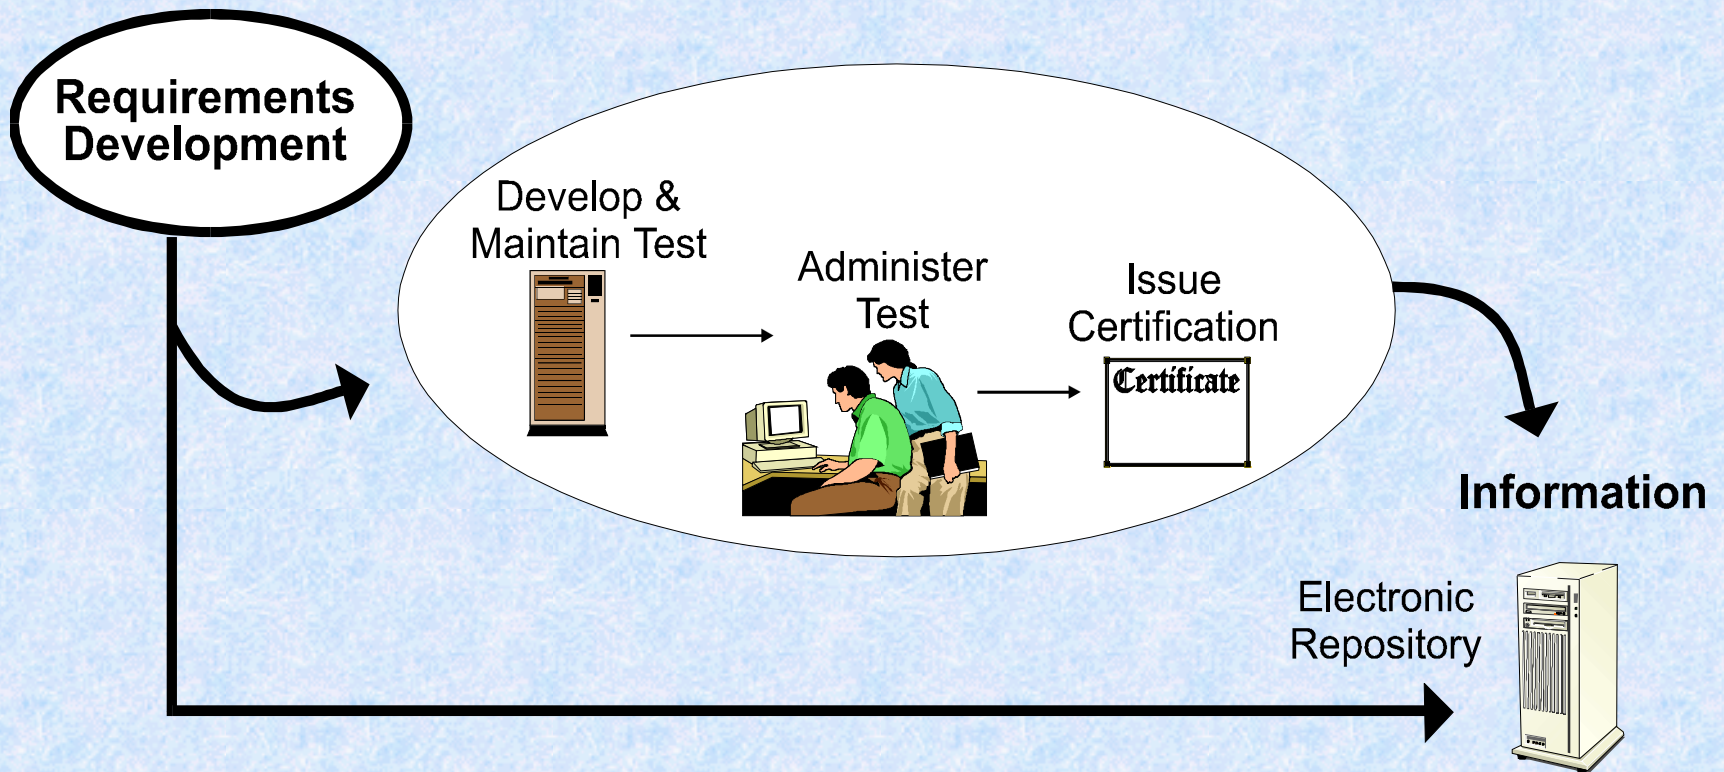 Requirements
Development
Develop &
Maintain Test
Administer
Test
Issue
Certification
Certificate
Information
Electronic
Repository